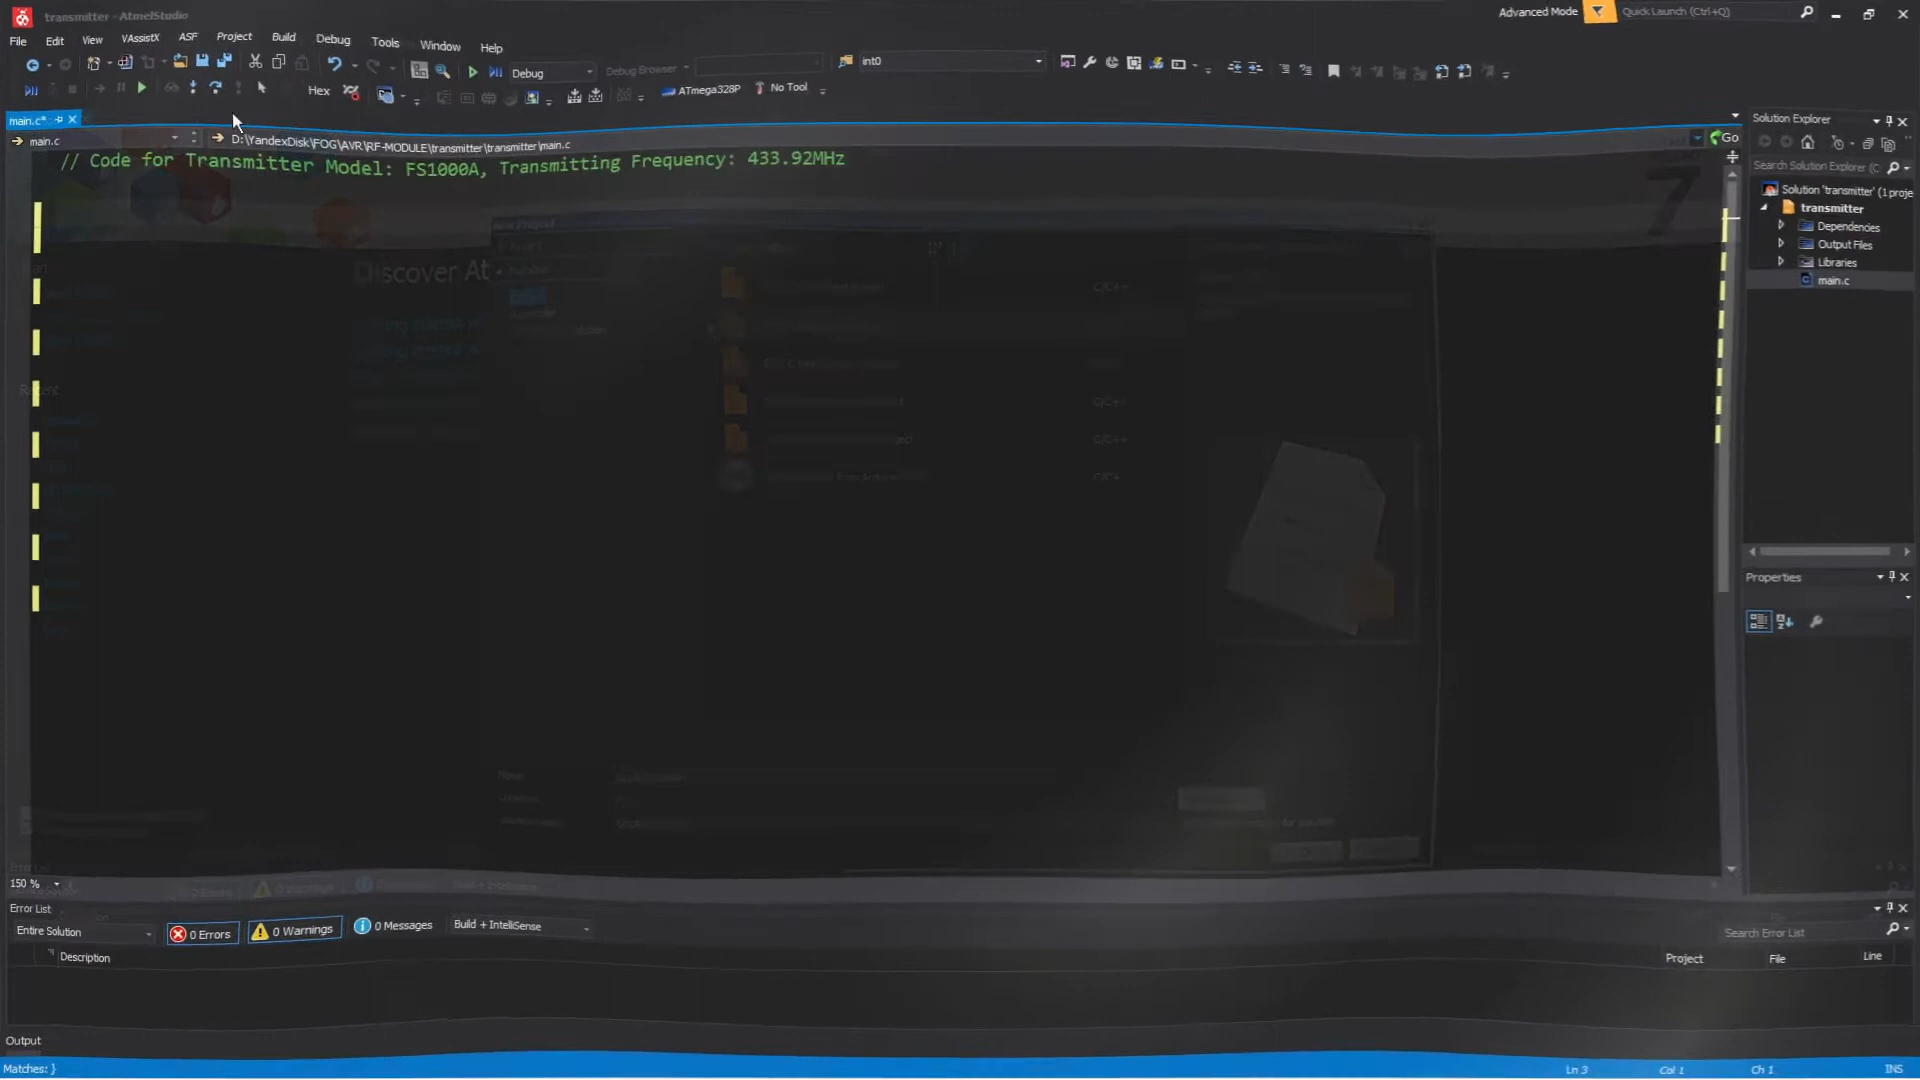 transmitter - AtmelStudio
Advanced Mode
Quick Launch (Ctrl+Q)
File Edit View VAssistX ASF Project Build Debug Tools Window Help
Debug
Debug Browser
int0
Hex
ATmega328P
No Tool
main.c*
main.c
D:\YandexDisk\FOG\AVR\RF-MODULE\transmitter\transmitter\main.c
Go
// Code for Transmitter Model: FS1000A, Transmitting Frequency: 433.92MHz
Discover At
7
Recent
C/C++
Solution Explorer
Search Solution Explorer (C
Solution 'transmitter' (1 proje
transmitter
Dependencies
Output Files
Libraries
main.c
Properties
150 %
Error List
Entire Solution
0 Errors
0 Warnings
0 Messages
Build + IntelliSense
Search Error List
Description
Project
File
Line
Output
Matches: }
Ln 3
Col 1
Ch 1
INS